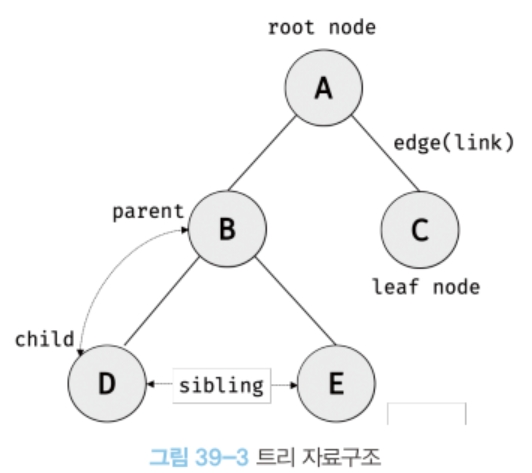 root node
A
edge(link)
parent
B
C
leaf node
child
D
sibling
E
그림 39-3 트리 자료구조